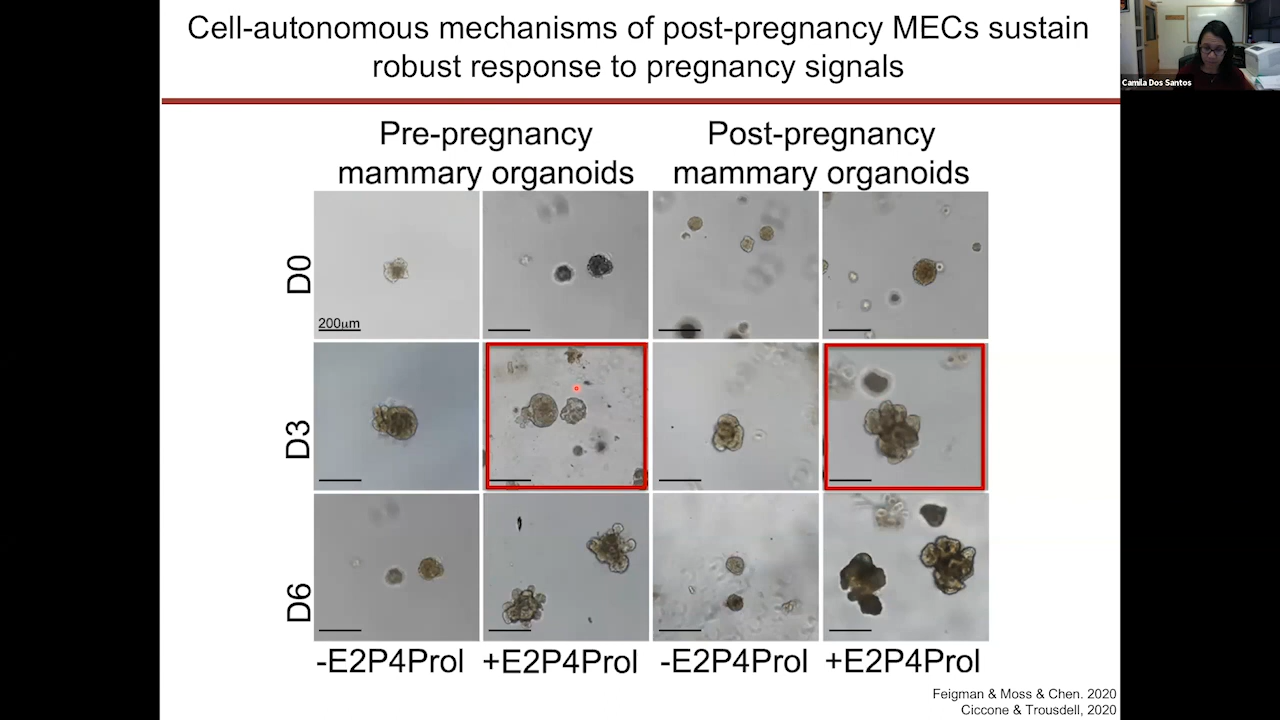 Cell-autonomous mechanisms of post-pregnancy MECs sustain
robust response to pregnancy signals
Camila Dos Santos
Pre-pregnancy
mammary organoids
Post-pregnancy
mammary organoids
D0
200μm
D3
D6
-E2P4Prol
+E2P4Prol
-E2P4Prol
+E2P4Prol
Feigman & Moss & Chen. 2020
Ciccone & Trousdell, 2020